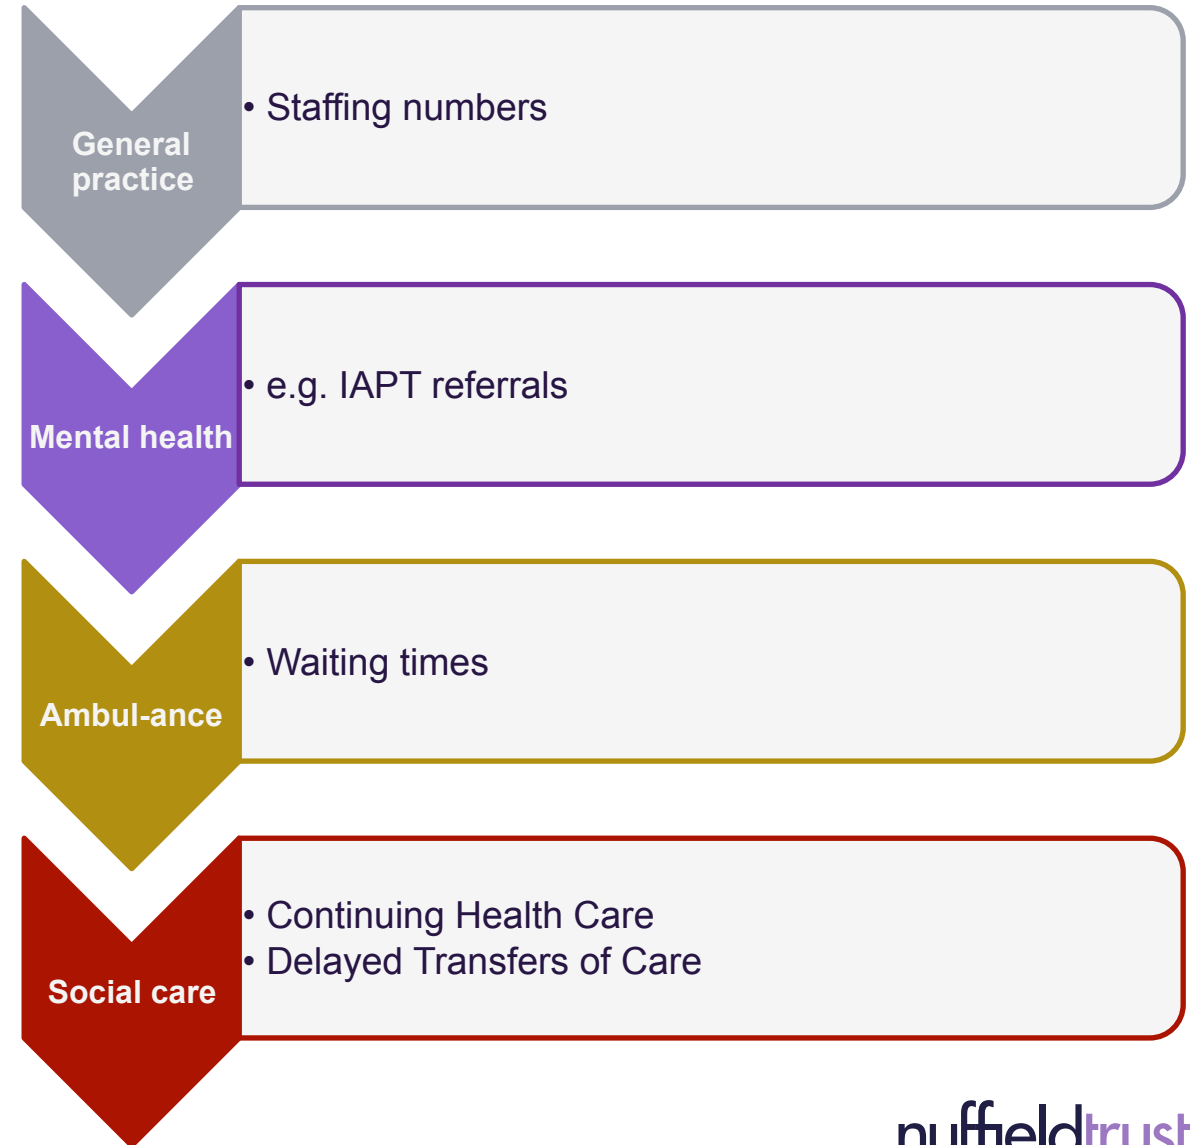 General
practice
• Staffing numbers
Mental health
• e.g. IAPT referrals
Ambul-ance
• Waiting times
Social care
• Continuing Health Care
• Delayed Transfers of Care
nuffieldtrust